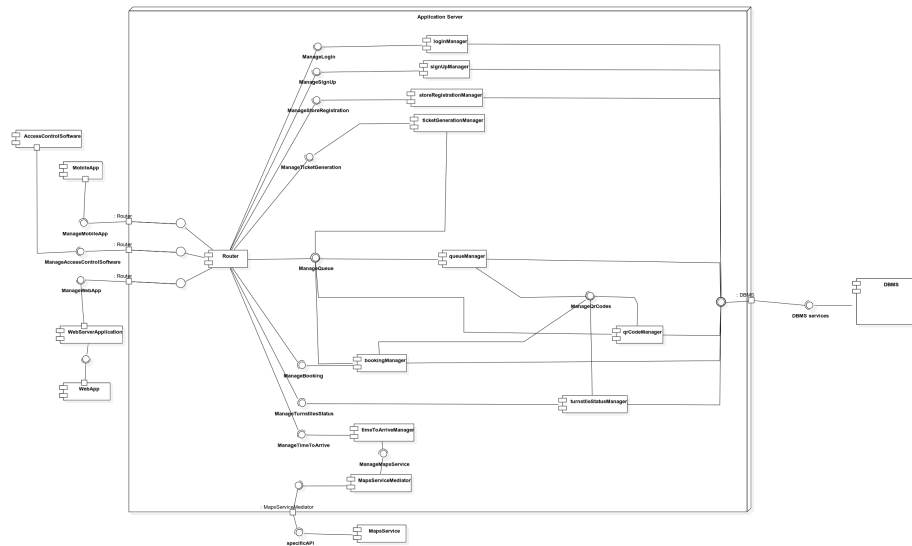 Application Server
loginManager
ManageLogin
signUpManager
ManageSignUp
storeRegistrationManager
ManageStoreRegistration
ticketGenerationManager
AccessControlSoftware
MobileApp
ManageTicketGeneration
: Router
ManageMobileApp
: Router
Router
queueManager
ManageAccessControlSoftware
ManageQueue
: Router
DBMS
ManageWebApp
: DBMS
ManageQrCodes
DBMS services
WebServerApplication
qrCodeManager
bookingManager
ManageBooking
WebApp
turnstileStatusManager
ManageTurnstilesStatus
timeToArriveManager
ManageTimeToArrive
ManageMapsService
MapsServiceMediator
: MapsServiceMediator
MapsService
specificAPI